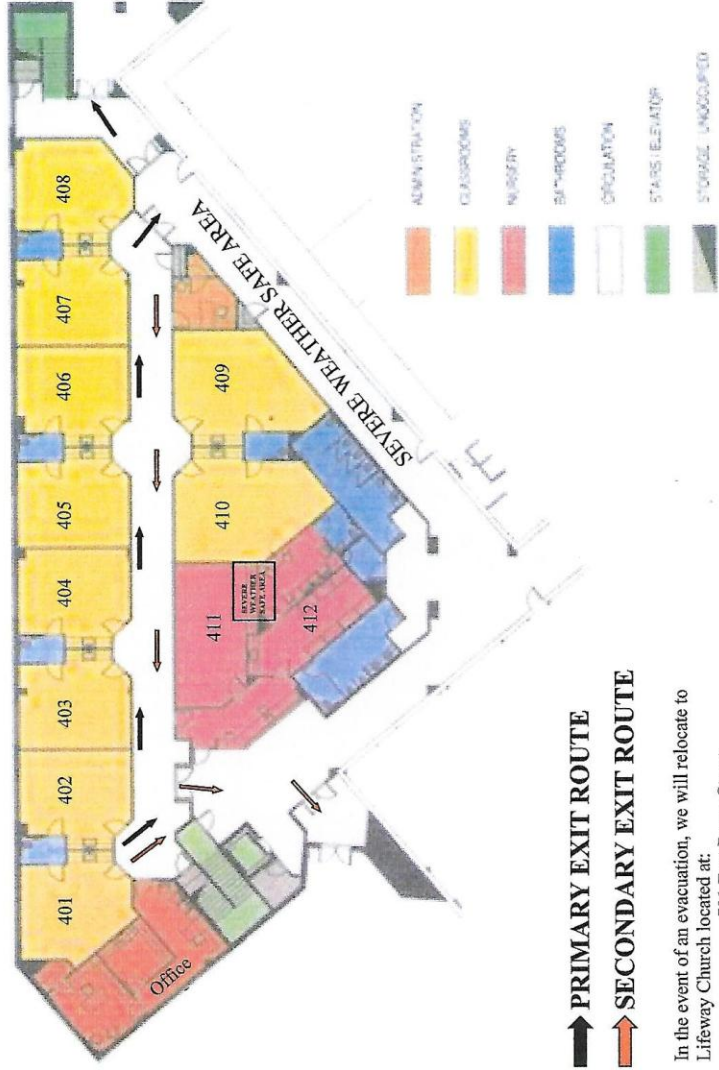 408
407
406
405
404
403
402
401
Office
409
410
411
412
SEVERE
WEATHER
SAFE AREA
SEVERE WEATHER SAFE AREA
ADMINISTRATION
CLASSROOMS
NURSERY
BATHROOMS
CIRCULATION
STAIRS / ELEVATOR
STORAGE / UNOCCUPIED
PRIMARY EXIT ROUTE
SECONDARY EXIT ROUTE
In the event of an evacuation, we will relocate to
Lifeway Church located at: